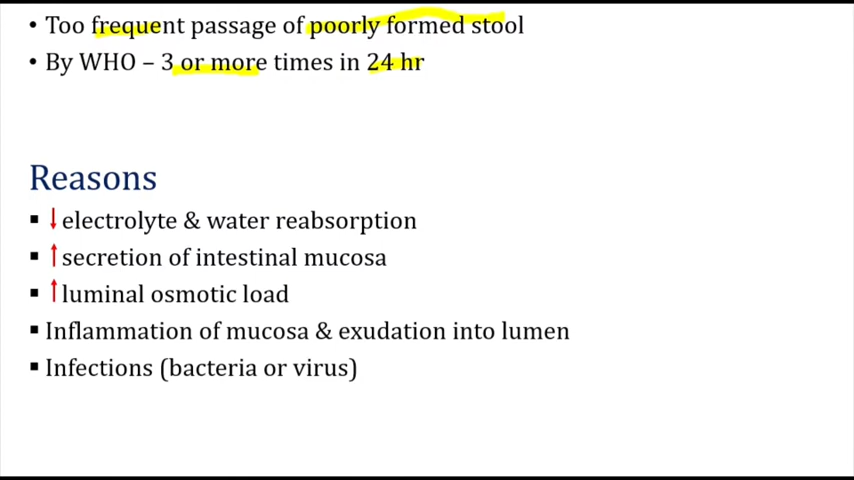 • Too frequent passage of poorly formed stool
• By WHO – 3 or more times in 24 hr
Reasons
▪ ↓ electrolyte & water reabsorption
▪ ↑ secretion of intestinal mucosa
▪ ↑ luminal osmotic load
▪ Inflammation of mucosa & exudation into lumen
▪ Infections (bacteria or virus)